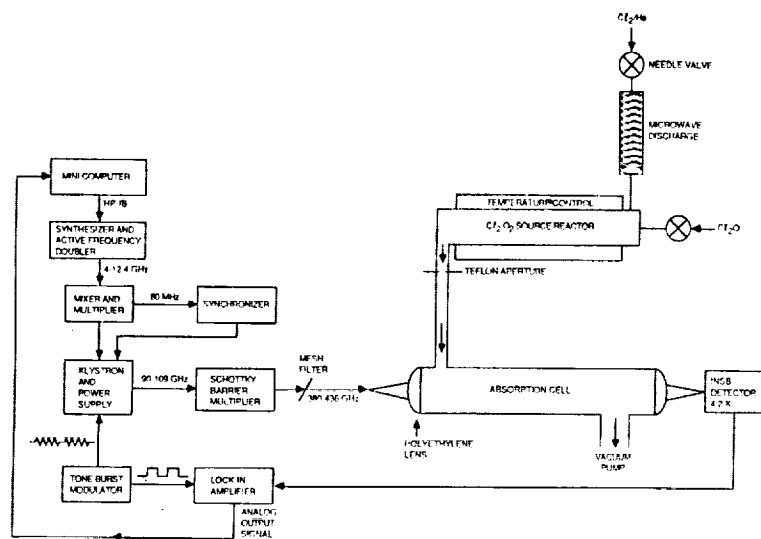 Cℓ2/He
NEEDLE VALVE
MICROWAVE
DISCHARGE
MINI COMPUTER
HP IB
TEMPERATURE CONTROL
SYNTHESIZER AND
ACTIVE FREQUENCY
DOUBLER
Cℓ2O2 SOURCE REACTOR
Cℓ2O
4-12.4 GHz
TEFLON APERTURE
MIXER AND
MULTIPLIER
60 MHz
SYNCHRONIZER
KLYSTRON
AND
POWER
SUPPLY
90-109 GHz
SCHOTTKY
BARRIER
MULTIPLIER
MESH
FILTER
380-436 GHz
ABSORPTION CELL
INSB
DETECTOR
4.2 K
POLYETHYLENE
LENS
VACUUM
PUMP
TONE BURST
MODULATOR
LOCK IN
AMPLIFIER
ANALOG
OUTPUT
SIGNAL